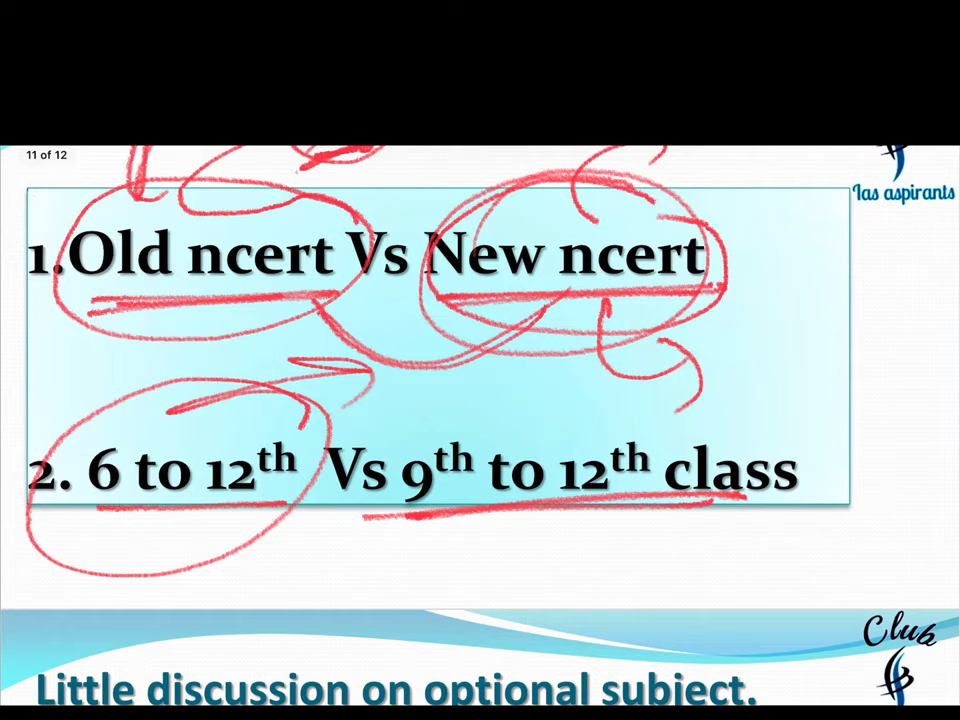 11 of 12
Ias aspirants
1.Old ncert Vs New ncert
2. 6 to 12th Vs 9th to 12th class
Club
Little discussion on optional subject.